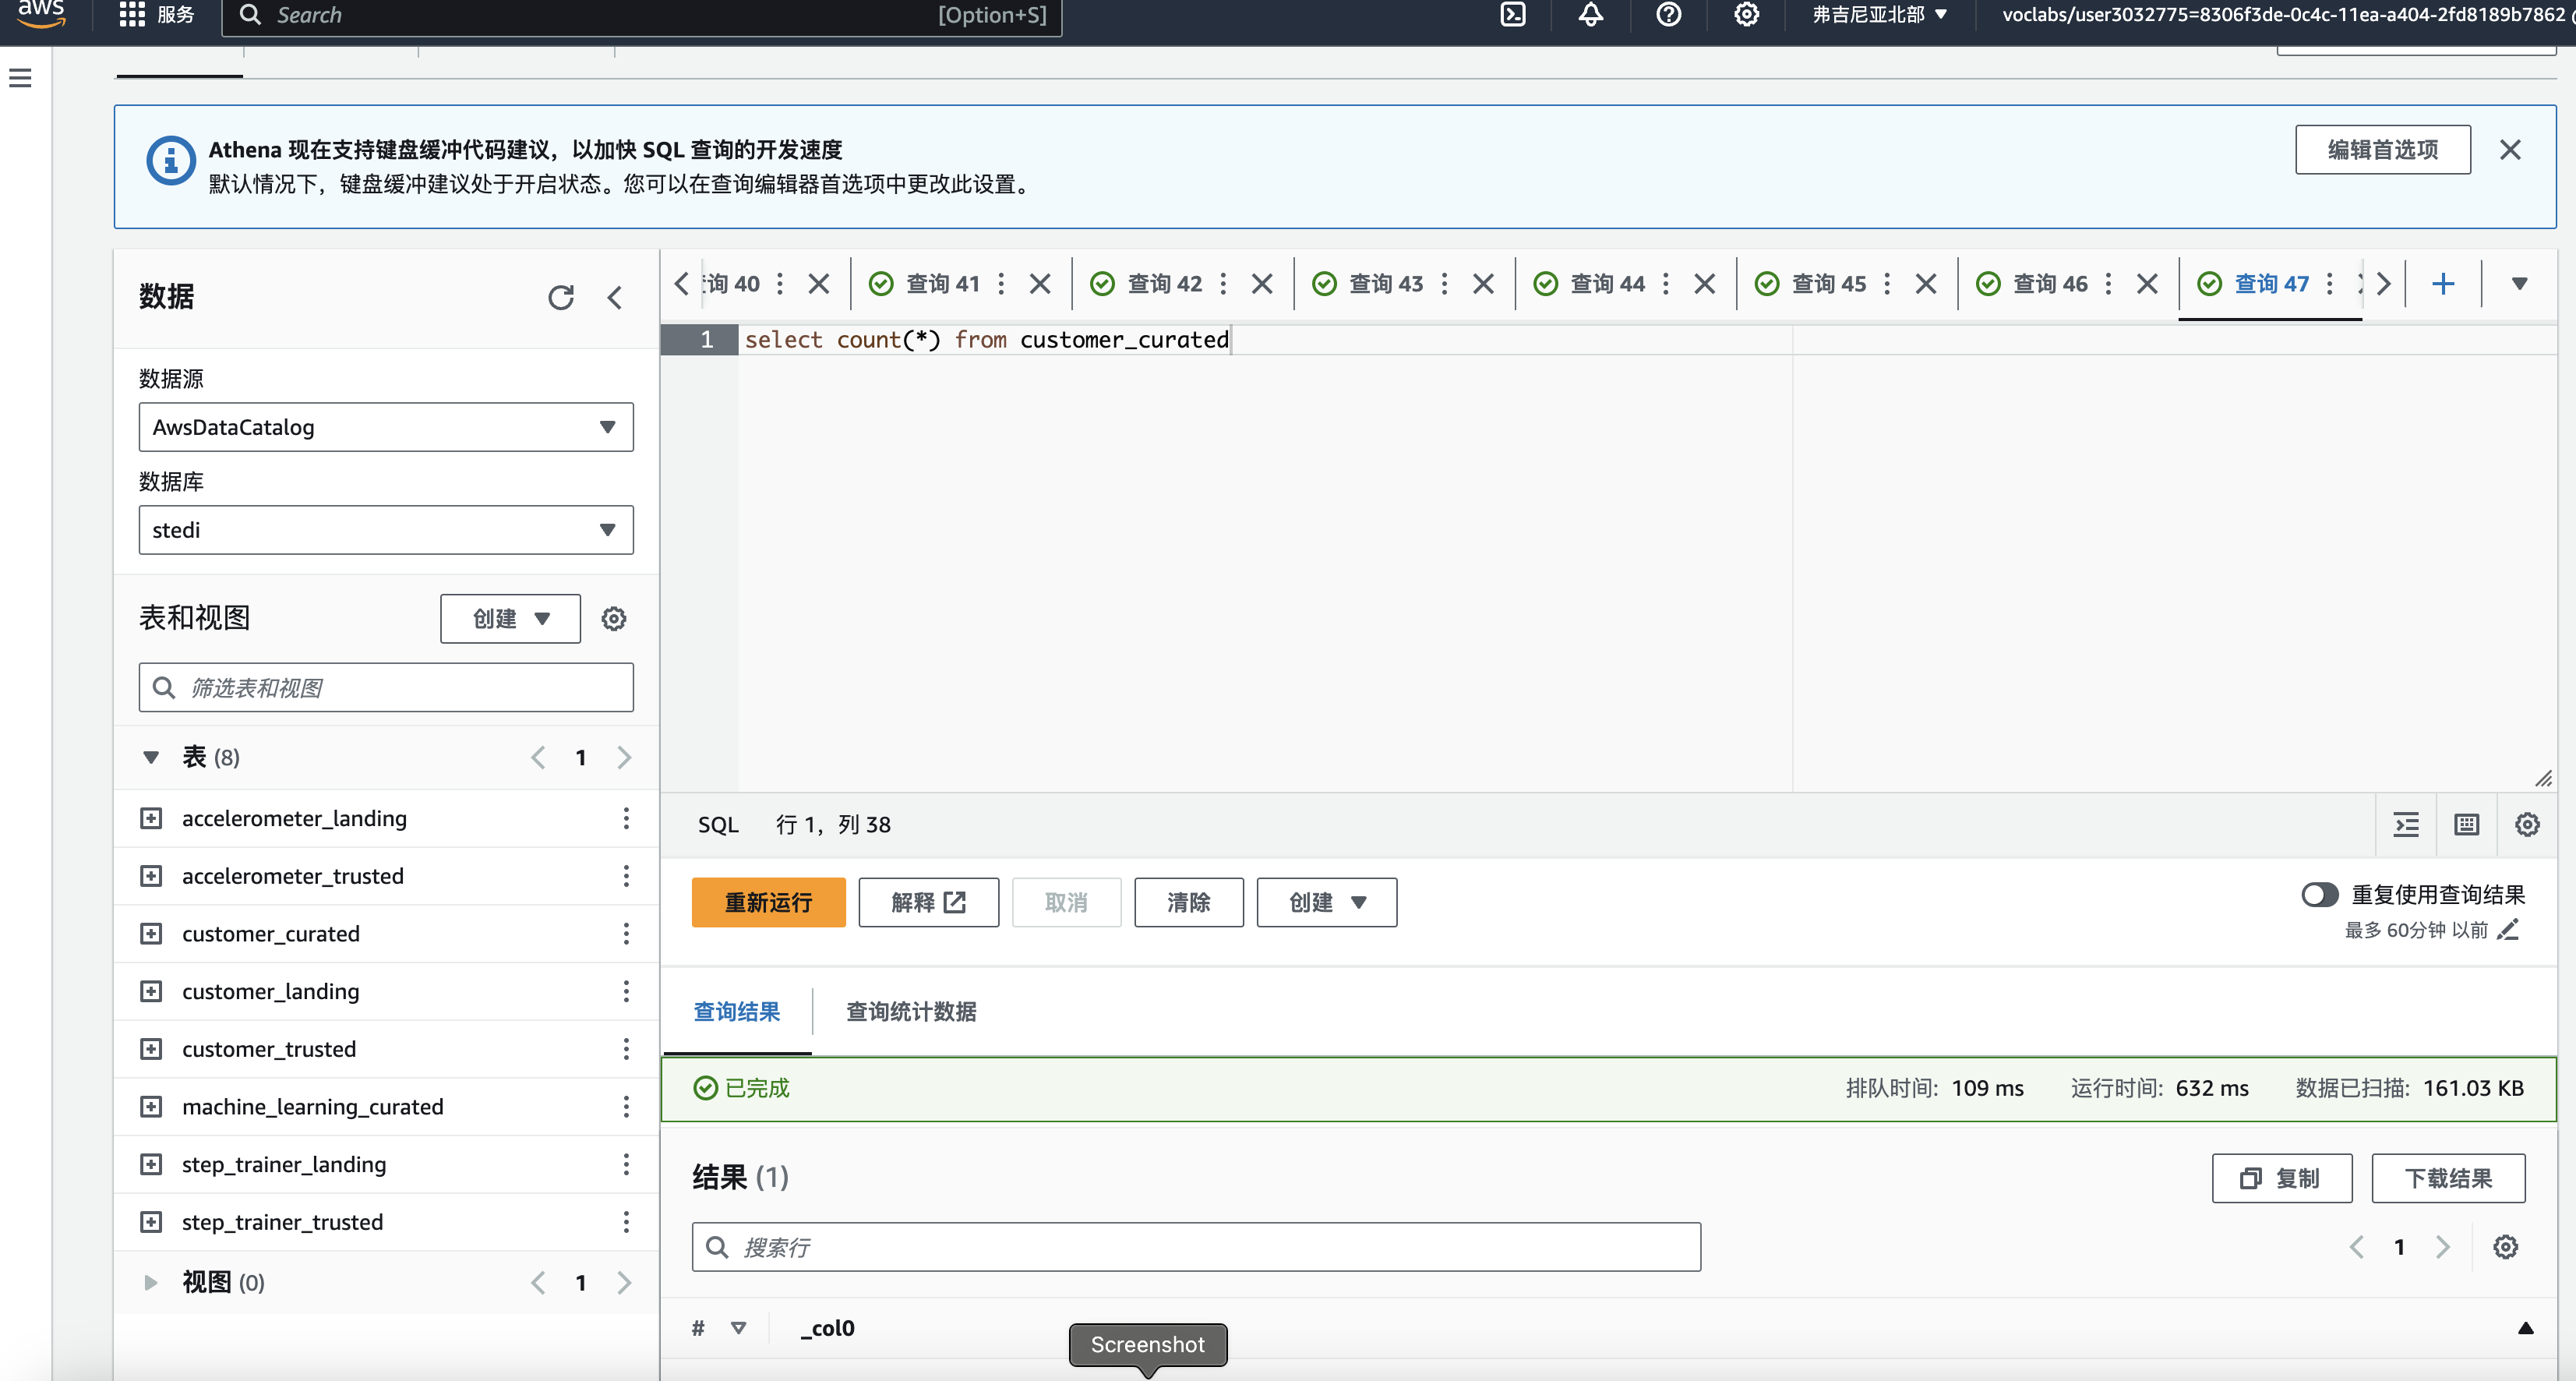 aws
服务
Search
[Option+S]
弗吉尼亚北部
voclabs/user3032775=8306f3de-0c4c-11ea-a404-2fd8189b7862
Athena 现在支持键盘缓冲代码建议，以加快 SQL 查询的开发速度
默认情况下，键盘缓冲建议处于开启状态。您可以在查询编辑器首选项中更改此设置。
编辑首选项
数据
数据源
AwsDataCatalog
数据库
stedi
表和视图
创建
筛选表和视图
表 (8)
1
accelerometer_landing
accelerometer_trusted
customer_curated
customer_landing
customer_trusted
machine_learning_curated
step_trainer_landing
step_trainer_trusted
视图 (0)
1
询 40
查询 41
查询 42
查询 43
查询 44
查询 45
查询 46
查询 47
1
select count(*) from customer_curated
SQL
行 1，列 38
重新运行
解释
取消
清除
创建
重复使用查询结果
最多 60分钟 以前
查询结果
查询统计数据
已完成
排队时间: 109 ms
运行时间: 632 ms
数据已扫描: 161.03 KB
结果 (1)
复制
下载结果
搜索行
1
#
_col0
Screenshot